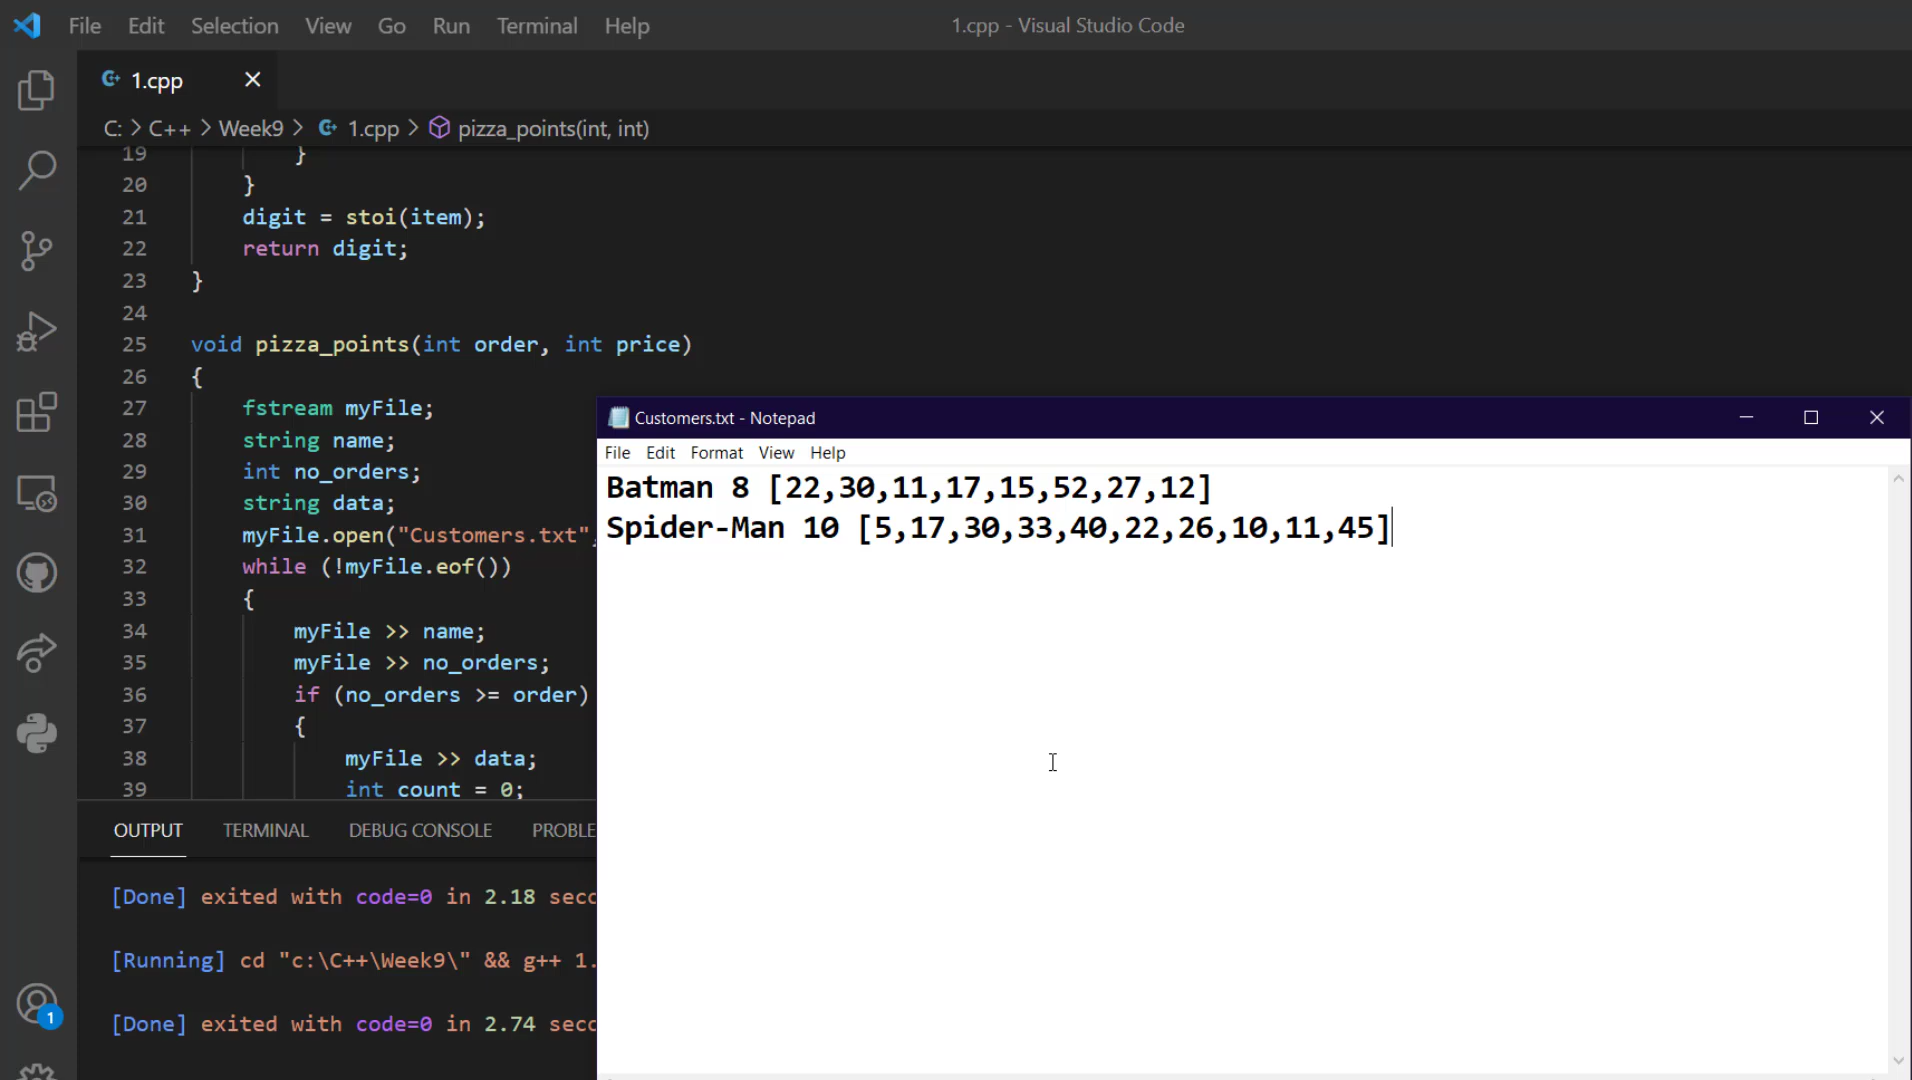 File Edit Selection View Go Run Terminal Help 1.cpp - Visual Studio Code
1.cpp
C: > C++ > Week9 > 1.cpp > pizza_points(int, int)
19 }
20 }
21 digit = stoi(item);
22 return digit;
23 }
24
25 void pizza_points(int order, int price)
26 {
27 fstream myFile;
28 string name;
29 int no_orders;
30 string data;
31 myFile.open("Customers.txt",
32 while (!myFile.eof())
33 {
34 myFile >> name;
35 myFile >> no_orders;
36 if (no_orders >= order)
37 {
38 myFile >> data;
39 int count = 0;
OUTPUT TERMINAL DEBUG CONSOLE PROBLE
[Done] exited with code=0 in 2.18 seco
[Running] cd "c:\C++\Week9\" && g++ 1.
[Done] exited with code=0 in 2.74 seco
1
Customers.txt - Notepad
File Edit Format View Help
Batman 8 [22,30,11,17,15,52,27,12]
Spider-Man 10 [5,17,30,33,40,22,26,10,11,45]